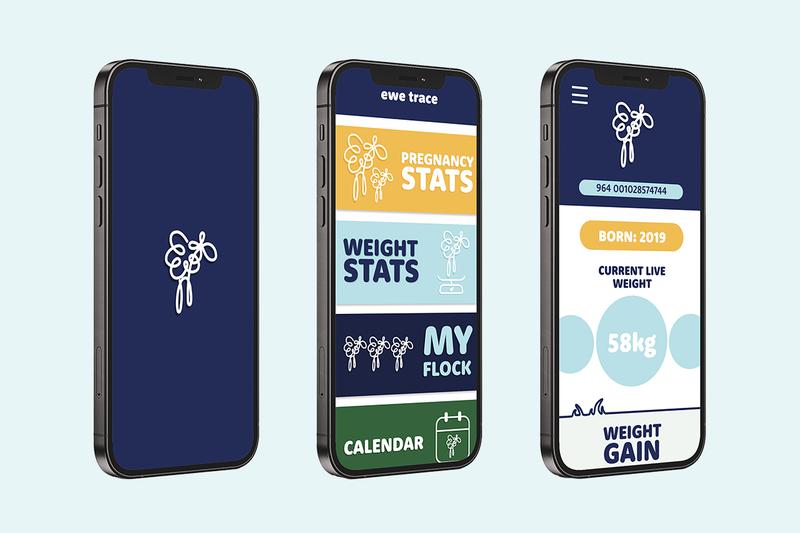 ewe trace
PREGNANCY
STATS
WEIGHT
STATS
MY
FLOCK
CALENDAR
964 001028574744
BORN: 2019
CURRENT LIVE
WEIGHT
58kg
WEIGHT
GAIN